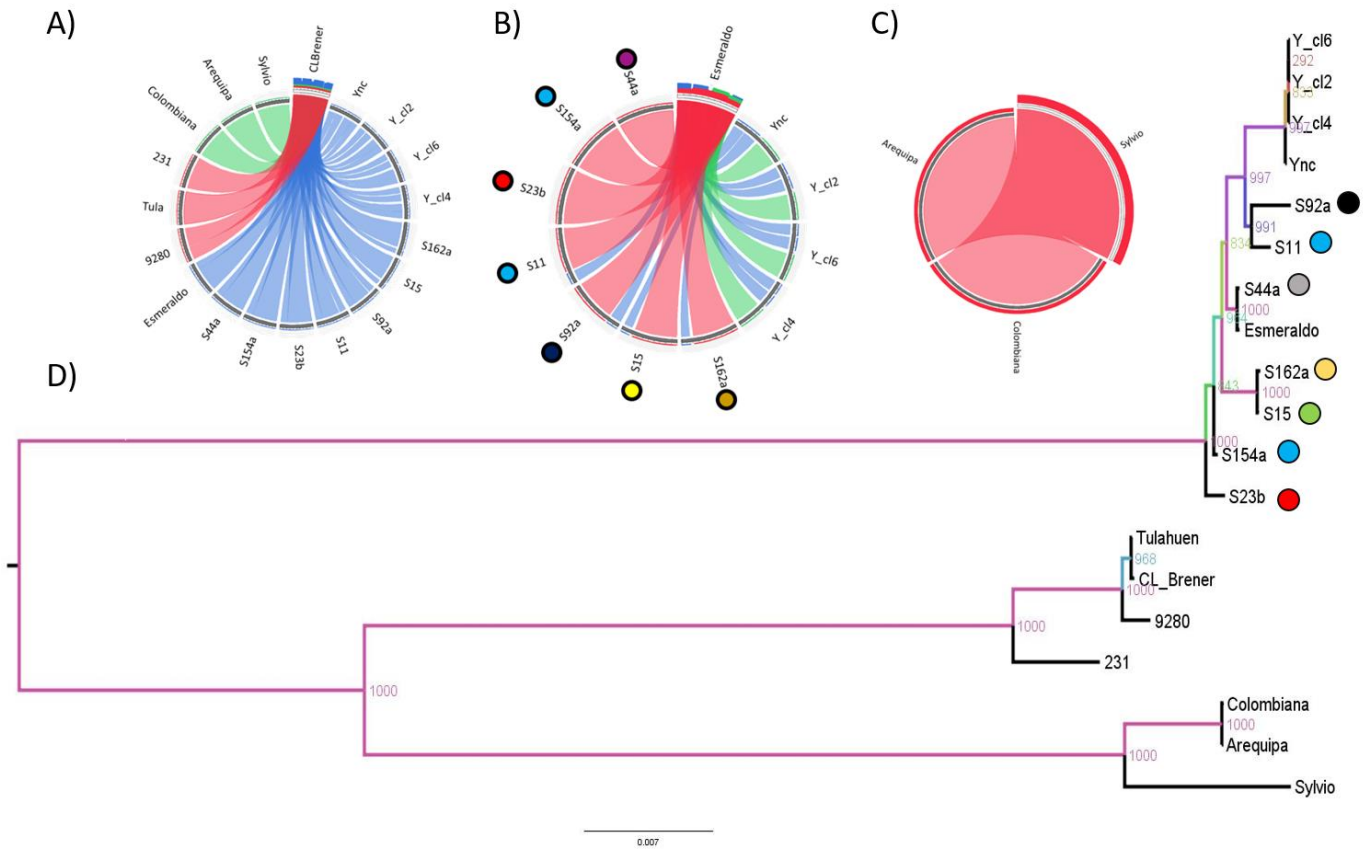 A)
CLBrener
Ync
Y_cl2
Y_cl6
Y_cl4
S162a
S15
S92a
S11
S23b
S154a
S44a
Esmeraldo
9280
Tula
231
Colombiana
Arequipa
Sylvio
B)
Esmeraldo
Ync
Y_cl2
Y_cl6
Y_cl4
S162a
S15
S92a
S11
S23b
S154a
S44a
C)
Sylvio
Colombiana
Arequipa
D)
Y_cl6
292
Y_cl2
Y_cl4
Ync
997
S92a
991
S11
834
S44a
1000
Esmeraldo
S162a
1000
S15
843
1000
S154a
S23b
Tulahuen
968
CL_Brener
1000
9280
1000
231
1000
Colombiana
1000
Arequipa
1000
Sylvio
0.007